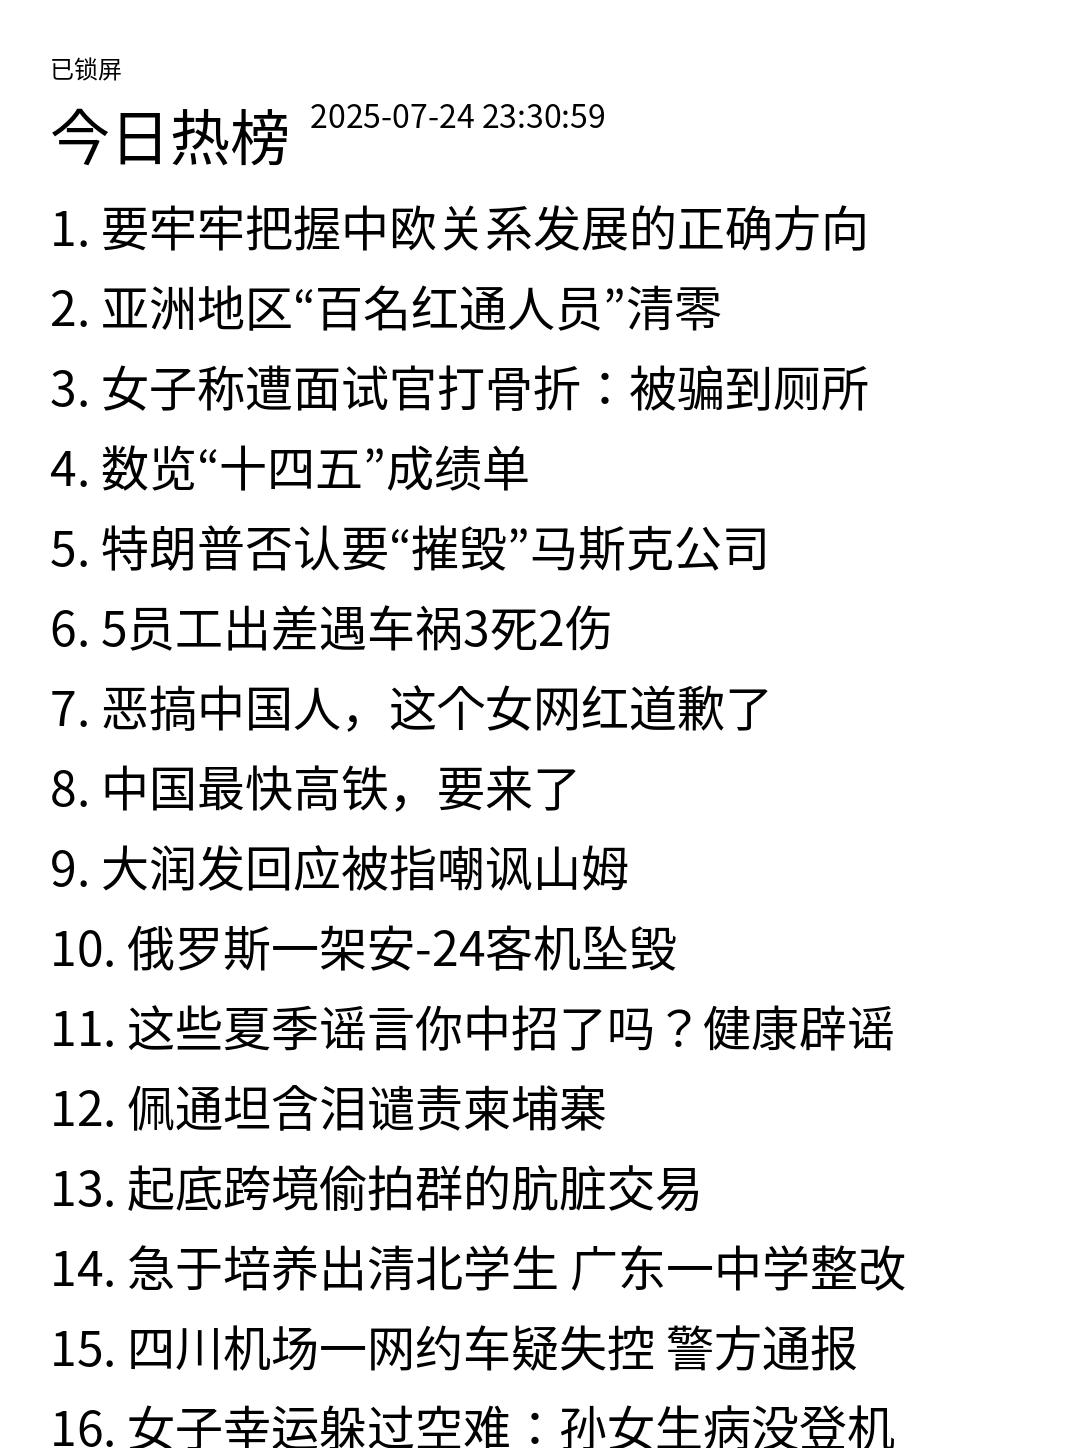 已锁屏
今日热榜 2025-07-24 23:30:59
1. 要牢牢把握中欧关系发展的正确方向
2. 亚洲地区“百名红通人员”清零
3. 女子称遭面试官打骨折：被骗到厕所
4. 数览“十四五”成绩单
5. 特朗普否认要“摧毁”马斯克公司
6. 5员工出差遇车祸3死2伤
7. 恶搞中国人，这个女网红道歉了
8. 中国最快高铁，要来了
9. 大润发回应被指嘲讽山姆
10. 俄罗斯一架安-24客机坠毁
11. 这些夏季谣言你中招了吗？健康辟谣
12. 佩通坦含泪谴责柬埔寨
13. 起底跨境偷拍群的肮脏交易
14. 急于培养出清北学生 广东一中学整改
15. 四川机场一网约车疑失控 警方通报
16. 女子幸运躲过空难：孙女生病没登机